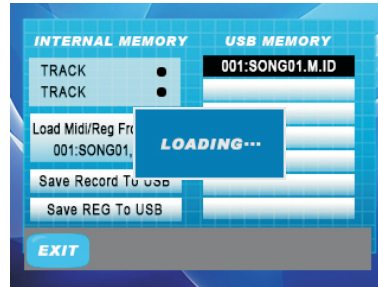 INTERNAL MEMORY
TRACK
TRACK
Load Midi/Reg
001:SONG01,
Save Record To USB
Save REG To USB
USB MEMORY
001:SONG01.M.ID
LOADING...
EXIT